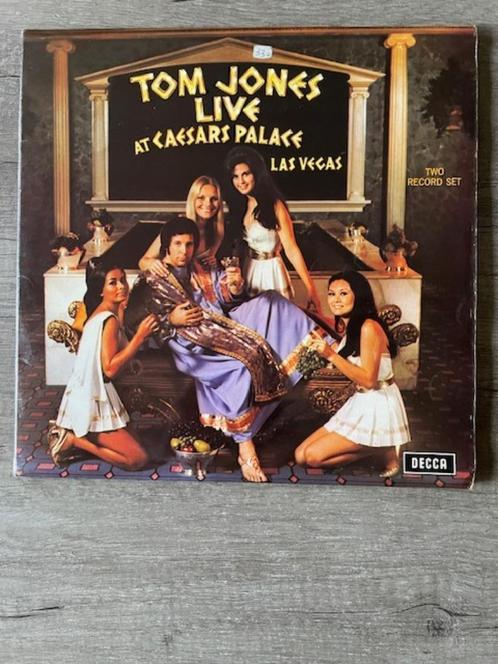 TOM JONES
LIVE
AT CAESARS PALACE
LAS VEGAS
TWO
RECORD SET
DECCA